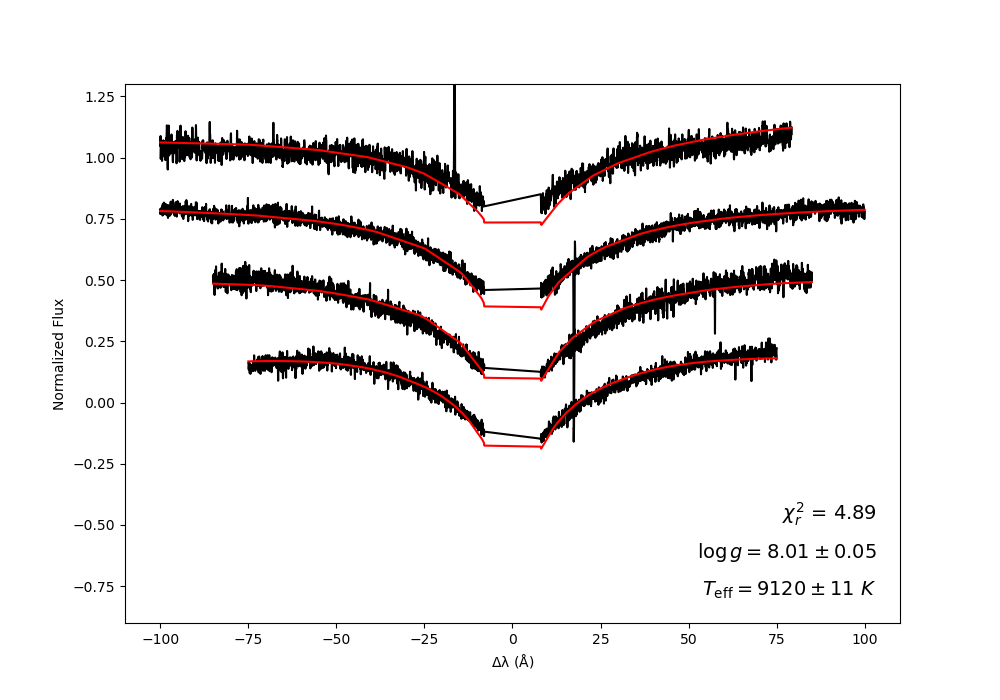 1.25
1.00
0.75
0.50
0.25
0.00
−0.25
−0.50
−0.75
Normalized Flux
χ²ᵣ = 4.89
log g = 8.01 ± 0.05
T_eff = 9120 ± 11 K
−100 −75 −50 −25 0 25 50 75 100
Δλ (Å)